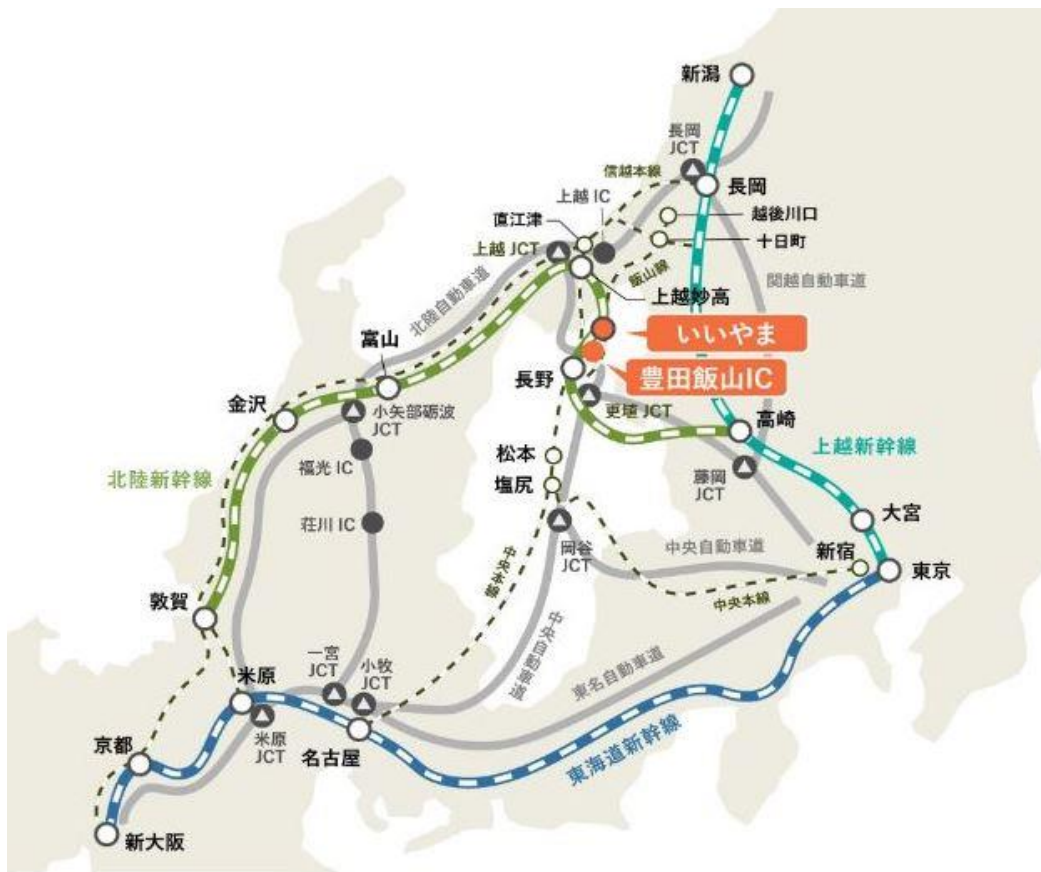 新潟
長岡
JCT
信越本線
長岡
上越 IC
越後川口
直江津
十日町
上越 JCT
飯山線
関越自動車道
北陸自動車道
上越妙高
いいやま
富山
長野
豊田飯山IC
金沢
小矢部砺波
JCT
更埴 JCT
高崎
上越新幹線
松本
福光 IC
北陸新幹線
塩尻
藤岡
JCT
大宮
荘川 IC
岡谷
JCT
中央自動車道
新宿
東京
中央本線
中央本線
敦賀
中央自動車道
一宮
JCT
小牧
JCT
東名自動車道
米原
米原
JCT
名古屋
東海道新幹線
京都
新大阪